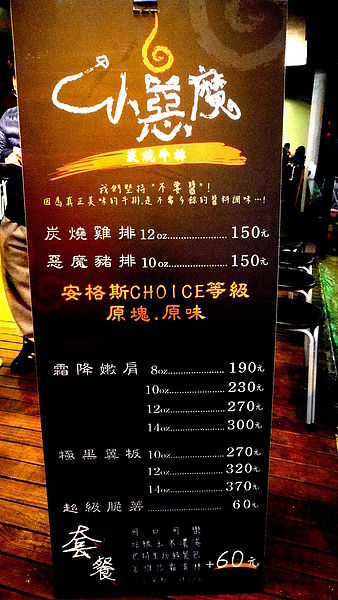 小惡魔
炭燒牛排
我們堅持"不專醬"!
因為真正美味的牛排,是不需多餘的醬料調味…!
炭燒雞排 12oz. 150元
惡魔豬排 10oz. 150元
安格斯CHOICE等級
原塊.原味
霜降嫩肩 8oz 190元
10oz. 230元
12oz 270元
14oz. 300元
極黑翼板 10oz. 270元
12oz. 320元
14oz 370元
超級脆薯 60元
套餐
可口可樂
+60元